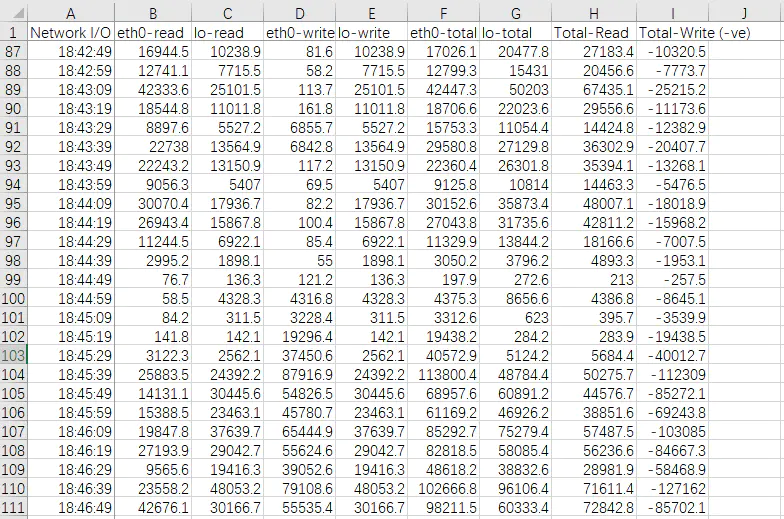 A B C D E F G H I J
1 Network I/O eth0-read lo-read eth0-write lo-write eth0-total lo-total Total-Read Total-Write (-ve)
87 18:42:49 16944.5 10238.9 81.6 10238.9 17026.1 20477.8 27183.4 -10320.5
88 18:42:59 12741.1 7715.5 58.2 7715.5 12799.3 15431 20456.6 -7773.7
89 18:43:09 42333.6 25101.5 113.7 25101.5 42447.3 50203 67435.1 -25215.2
90 18:43:19 18544.8 11011.8 161.8 11011.8 18706.6 22023.6 29556.6 -11173.6
91 18:43:29 8897.6 5527.2 6855.7 5527.2 15753.3 11054.4 14424.8 -12382.9
92 18:43:39 22738 13564.9 6842.8 13564.9 29580.8 27129.8 36302.9 -20407.7
93 18:43:49 22243.2 13150.9 117.2 13150.9 22360.4 26301.8 35394.1 -13268.1
94 18:43:59 9056.3 5407 69.5 5407 9125.8 10814 14463.3 -5476.5
95 18:44:09 30070.4 17936.7 82.2 17936.7 30152.6 35873.4 48007.1 -18018.9
96 18:44:19 26943.4 15867.8 100.4 15867.8 27043.8 31735.6 42811.2 -15968.2
97 18:44:29 11244.5 6922.1 85.4 6922.1 11329.9 13844.2 18166.6 -7007.5
98 18:44:39 2995.2 1898.1 55 1898.1 3050.2 3796.2 4893.3 -1953.1
99 18:44:49 76.7 136.3 121.2 136.3 197.9 272.6 213 -257.5
100 18:44:59 58.5 4328.3 4316.8 4328.3 4375.3 8656.6 4386.8 -8645.1
101 18:45:09 84.2 311.5 3228.4 311.5 3312.6 623 395.7 -3539.9
102 18:45:19 141.8 142.1 19296.4 142.1 19438.2 284.2 283.9 -19438.5
103 18:45:29 3122.3 2562.1 37450.6 2562.1 40572.9 5124.2 5684.4 -40012.7
104 18:45:39 25883.5 24392.2 87916.9 24392.2 113800.4 48784.4 50275.7 -112309
105 18:45:49 14131.1 30445.6 54826.5 30445.6 68957.6 60891.2 44576.7 -85272.1
106 18:45:59 15388.5 23463.1 45780.7 23463.1 61169.2 46926.2 38851.6 -69243.8
107 18:46:09 19847.8 37639.7 65444.9 37639.7 85292.7 75279.4 57487.5 -103085
108 18:46:19 27193.9 29042.7 55624.6 29042.7 82818.5 58085.4 56236.6 -84667.3
109 18:46:29 9565.6 19416.3 39052.6 19416.3 48618.2 38832.6 28981.9 -58468.9
110 18:46:39 23558.2 48053.2 79108.6 48053.2 102666.8 96106.4 71611.4 -127162
111 18:46:49 42676.1 30166.7 55535.4 30166.7 98211.5 60333.4 72842.8 -85702.1